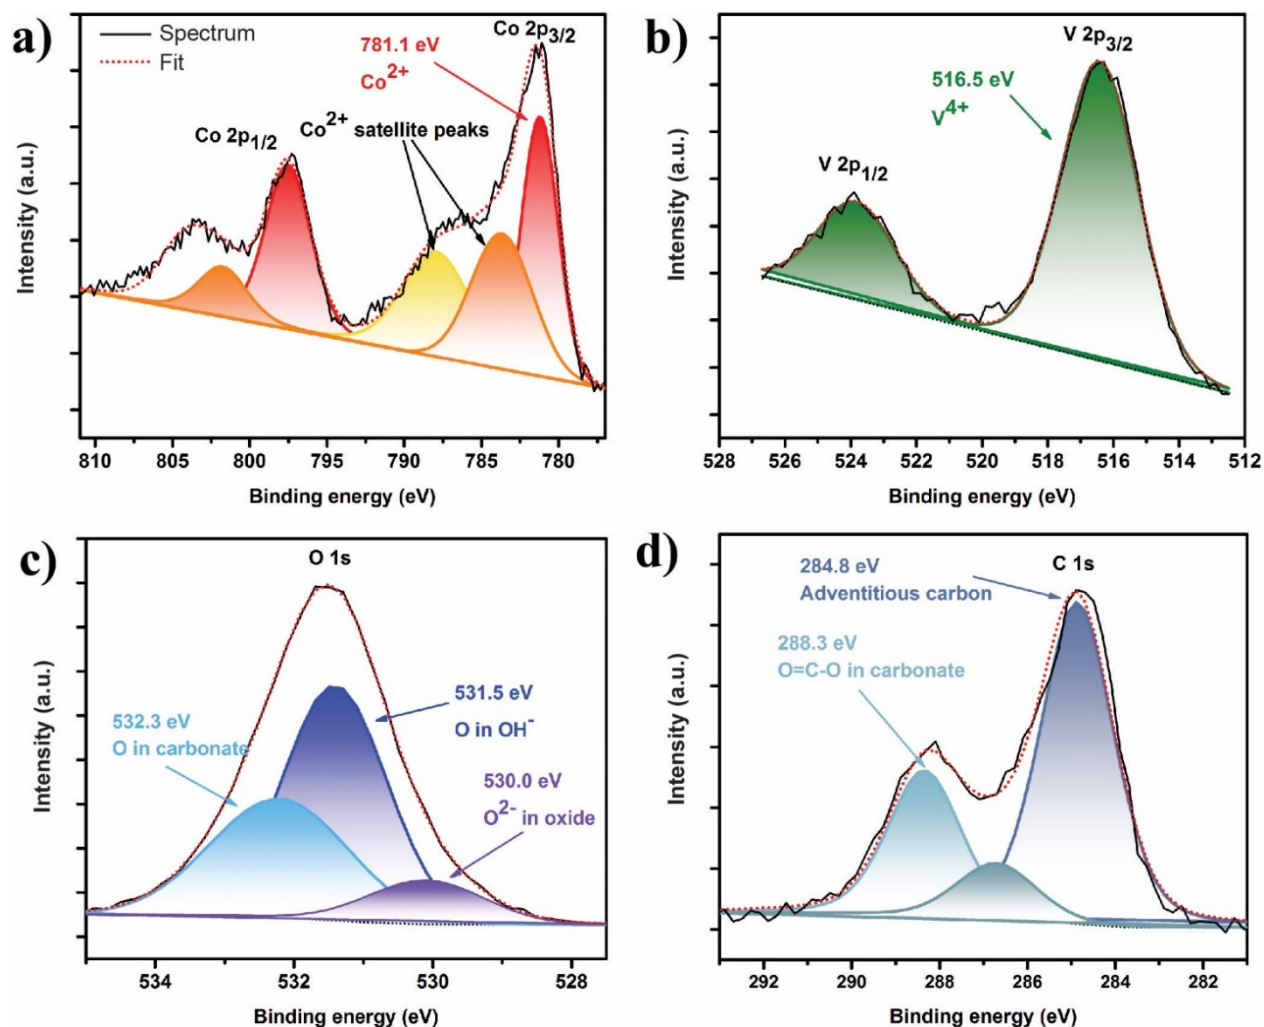 a)
Spectrum
Fit
Co 2p3/2
781.1 eV
Co2+
Co2+ satellite peaks
Co 2p1/2
Intensity (a.u.)
810 805 800 795 790 785 780
Binding energy (eV)
b)
V 2p3/2
516.5 eV
V4+
V 2p1/2
Intensity (a.u.)
528 526 524 522 520 518 516 514 512
Binding energy (eV)
c)
O 1s
531.5 eV
O in OH-
532.3 eV
O in carbonate
530.0 eV
O2- in oxide
Intensity (a.u.)
534 532 530 528
Binding energy (eV)
d)
284.8 eV
Adventitious carbon
C 1s
288.3 eV
O=C-O in carbonate
Intensity (a.u.)
292 290 288 286 284 282
Binding energy (eV)